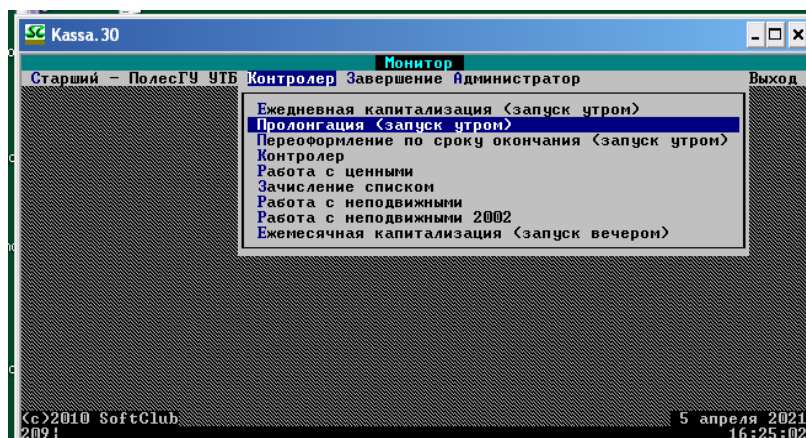 SC Kassa.30
Монитор
Старший - ПолесГУ УТБ Контролер Завершение Администратор Выход
Ежедневная капитализация (запуск утром)
Пролонгация (запуск утром)
Переоформление по сроку окончания (запуск утром)
Контролер
Работа с ценными
Зачисление списком
Работа с неподвижными
Работа с неподвижными 2002
Ежемесячная капитализация (запуск вечером)
(c)2010 SoftClub 5 апреля 2021
209! 16:25:02